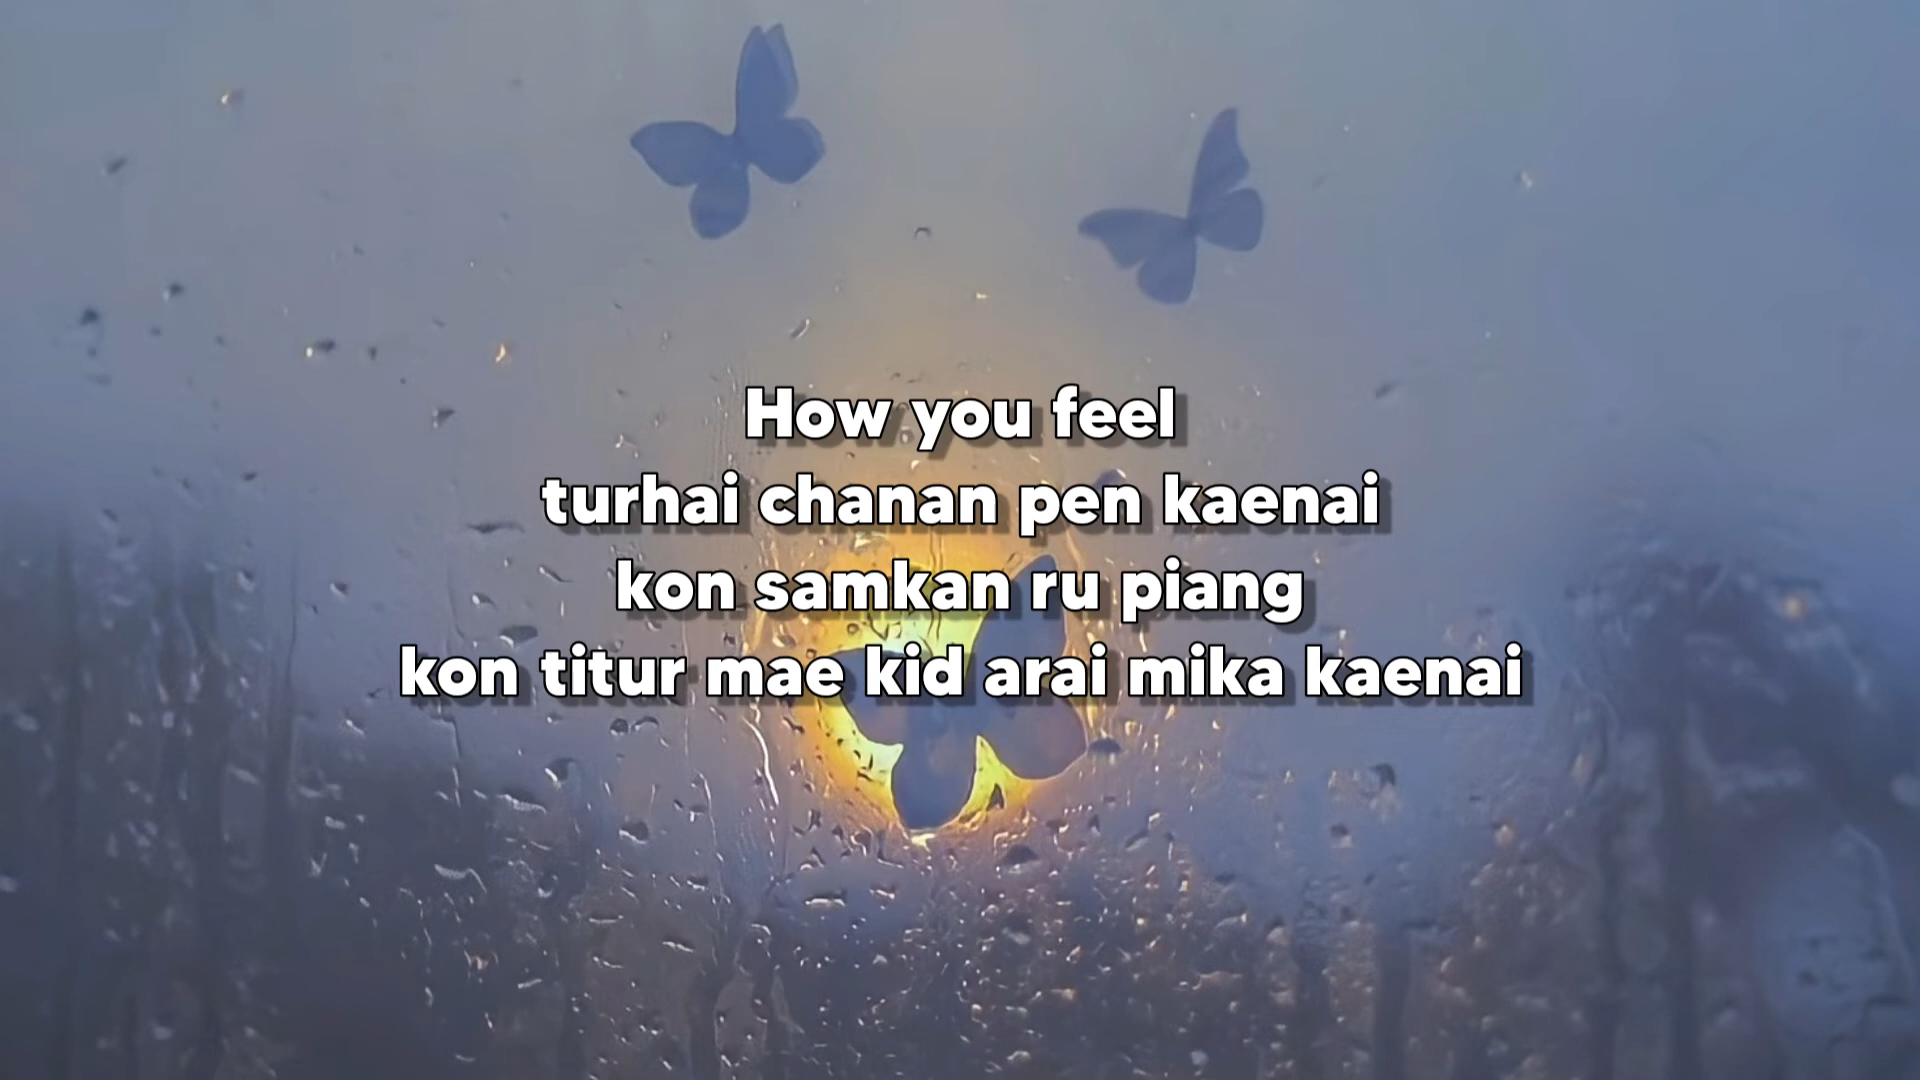 How you feel
turhai chanan pen kaenai
kon samkan ru piang
kon titur mae kid arai mika kaenai